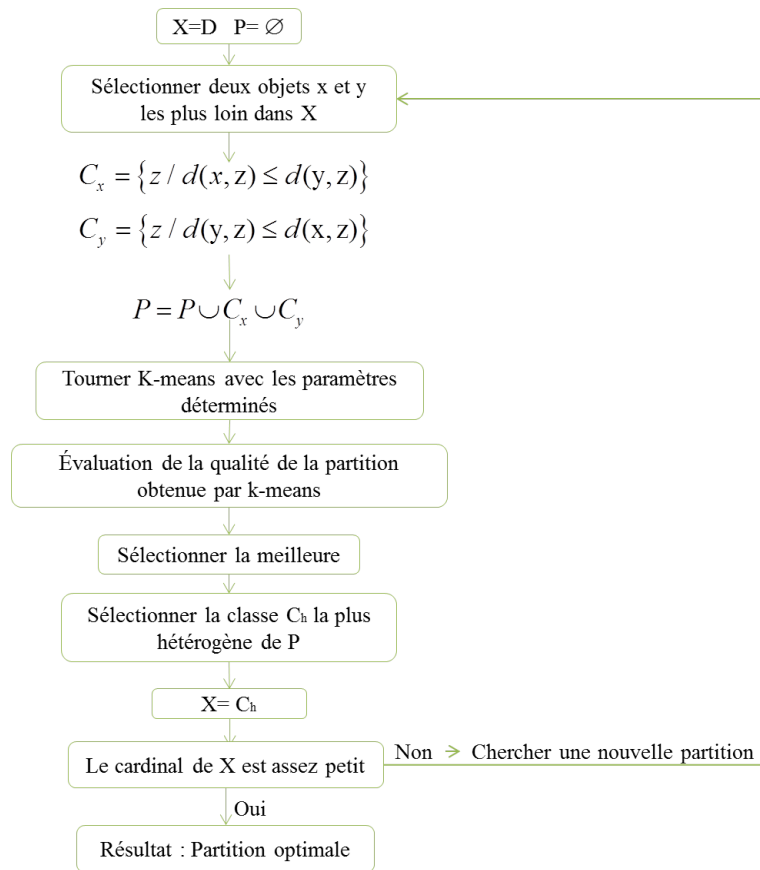 X=D P= ∅
Sélectionner deux objets x et y
les plus loin dans X
C_x = {z / d(x, z) ≤ d(y, z)}
C_y = {z / d(y, z) ≤ d(x, z)}
P = P ∪ C_x ∪ C_y
Tourner K-means avec les paramètres
déterminés
Évaluation de la qualité de la partition
obtenue par k-means
Sélectionner la meilleure
Sélectionner la classe Cₕ la plus
hétérogène de P
X= Cₕ
Le cardinal de X est assez petit
Non → Chercher une nouvelle partition
Oui
Résultat : Partition optimale